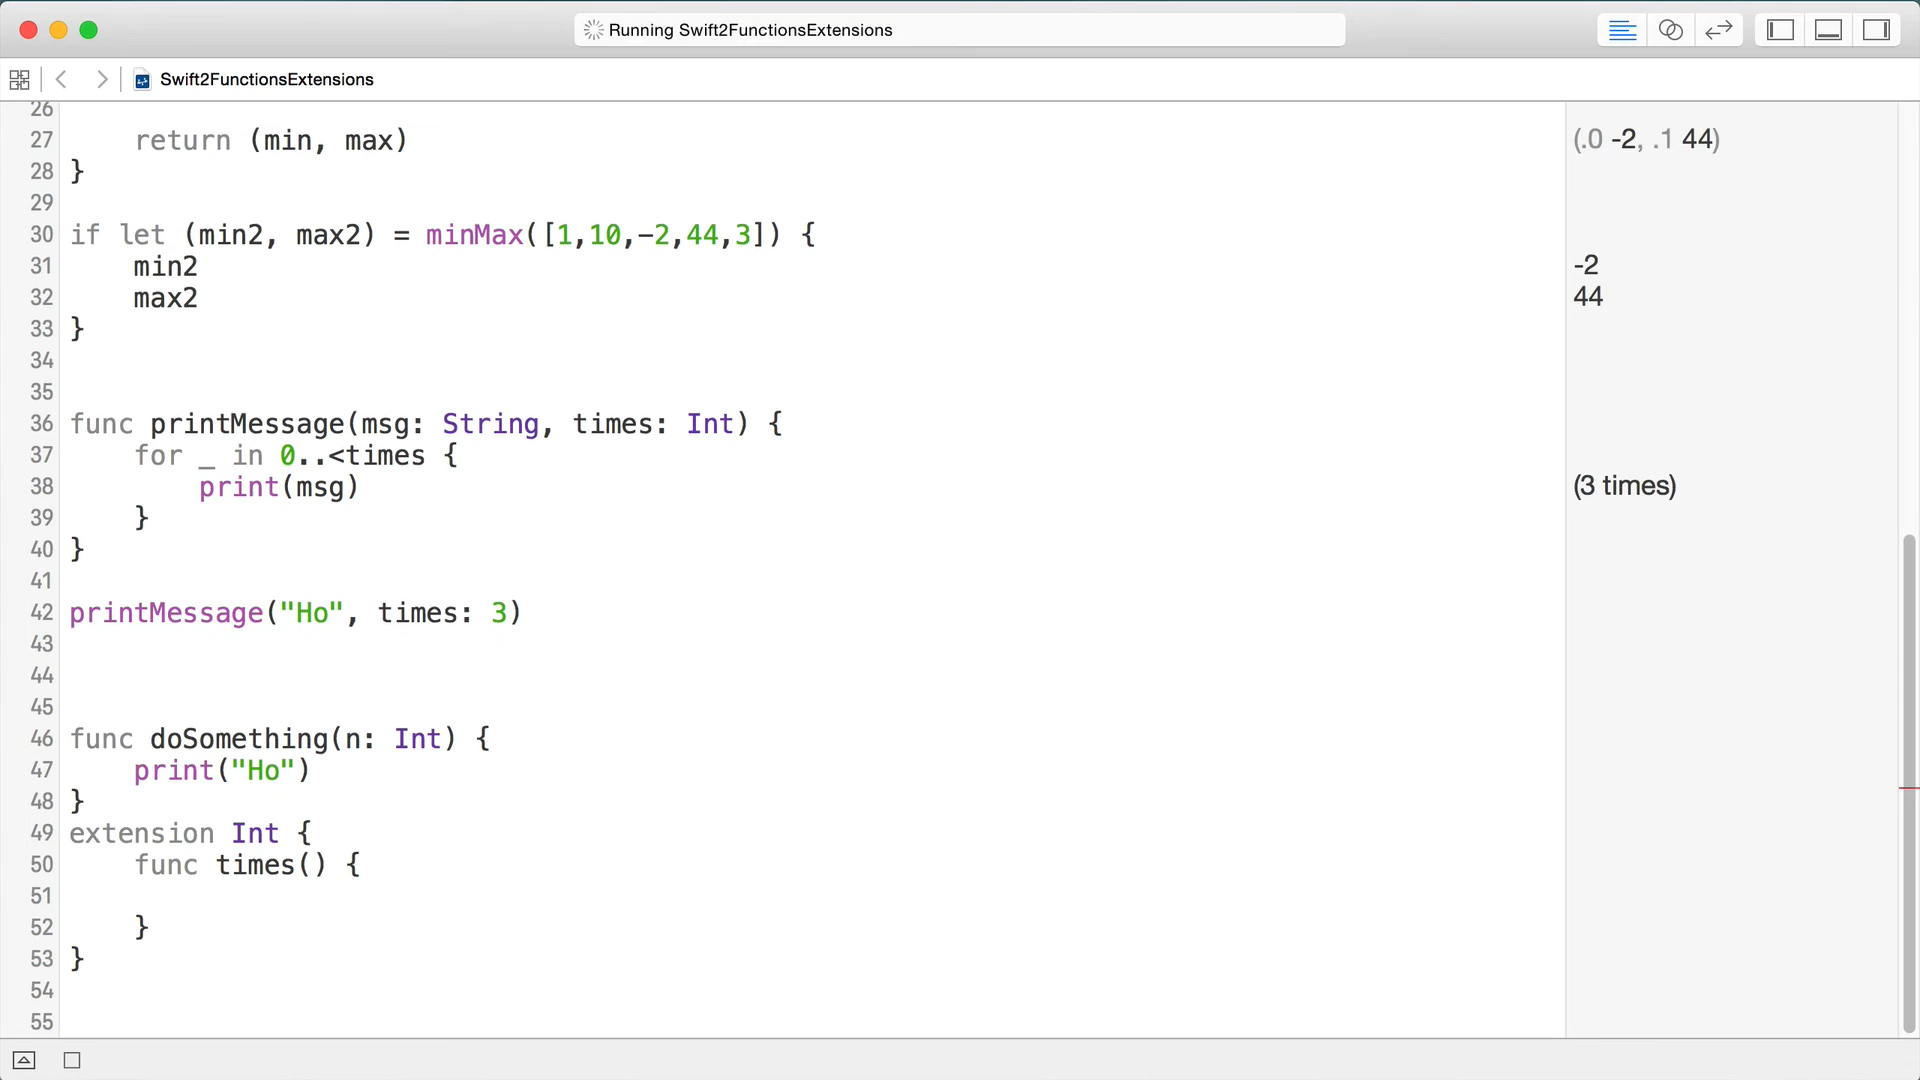 Running Swift2FunctionsExtensions
Swift2FunctionsExtensions
26
27 return (min, max) (.0 -2, .1 44)
28 }
29
30 if let (min2, max2) = minMax([1,10,-2,44,3]) {
31 min2 -2
32 max2 44
33 }
34
35
36 func printMessage(msg: String, times: Int) {
37 for _ in 0..<times {
38 print(msg) (3 times)
39 }
40 }
41
42 printMessage("Ho", times: 3)
43
44
45
46 func doSomething(n: Int) {
47 print("Ho")
48 }
49 extension Int {
50 func times() {
51
52 }
53 }
54
55